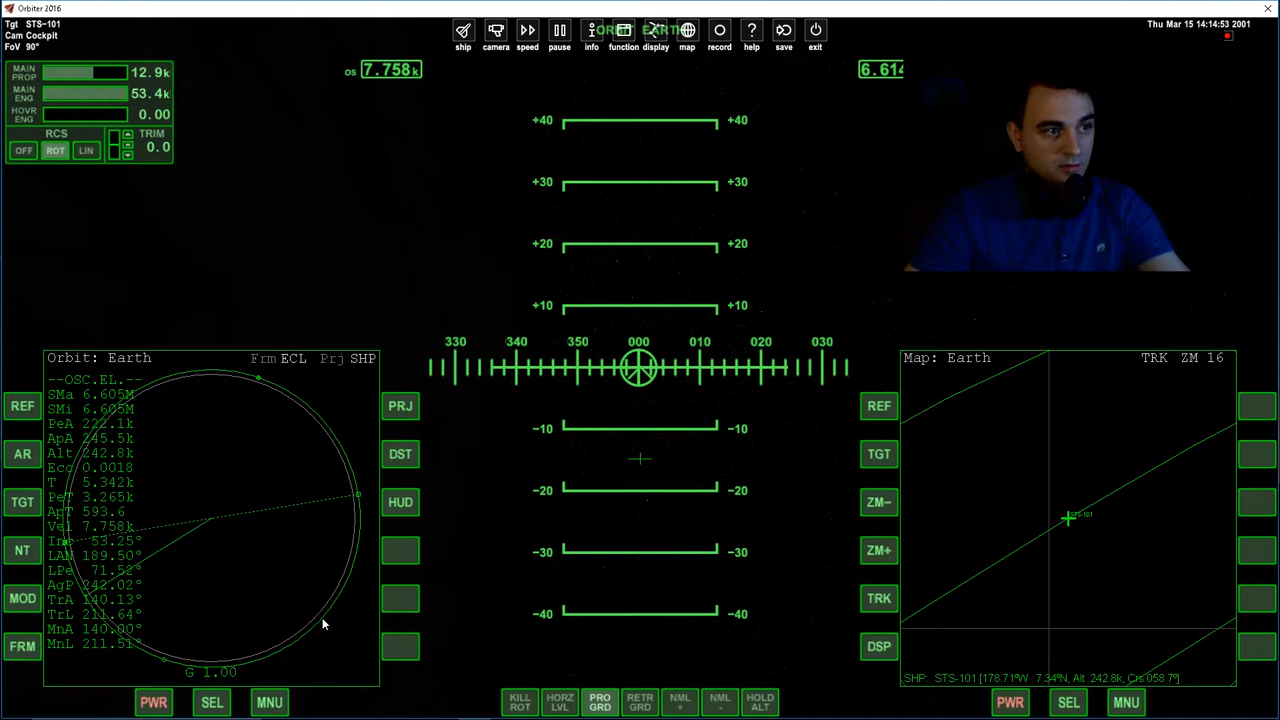 Orbiter 2016
Tgt STS-101
Cam Cockpit
FoV 90°
Thu Mar 15 14:14:53 2001
ORBIT EARTH
ship camera speed pause info function display map record help save exit
MAIN PROP 12.9k
MAIN ENG 53.4k
HOVR ENG 0.00
RCS TRIM
OFF ROT LIN 0.0
OS 7.758k
6.614
+40 +40
+30 +30
+20 +20
+10 +10
330 340 350 000 010 020 030
-10 -10
-20 -20
-30 -30
-40 -40
Orbit: Earth Frm ECL Prj SHP
--OSC.EL.--
SMa 6.605M
SMi 6.605M
PeA 222.1k
ApA 245.5k
Alt 242.8k
Ecc 0.0018
T 5.342k
PeT 3.265k
ApT 593.6
Vel 7.758k
Inc 53.25°
LAN 189.50°
LPe 71.52°
AgP 242.02°
TrA 140.13°
TrL 211.64°
MnA 140.00°
MnL 211.51°
G 1.00
REF
AR
TGT
NT
MOD
FRM
PRJ
DST
HUD
PWR SEL MNU
KILL ROT
HORZ LVL
PRO GRD
RETR GRD
NML +
NML -
HOLD ALT
Map: Earth TRK ZM 16
STS-101
SHP: STS-101 [178.71°W 7.34°N, Alt 242.8k, Crs 058.7°]
REF
TGT
ZM-
ZM+
TRK
DSP
PWR SEL MNU